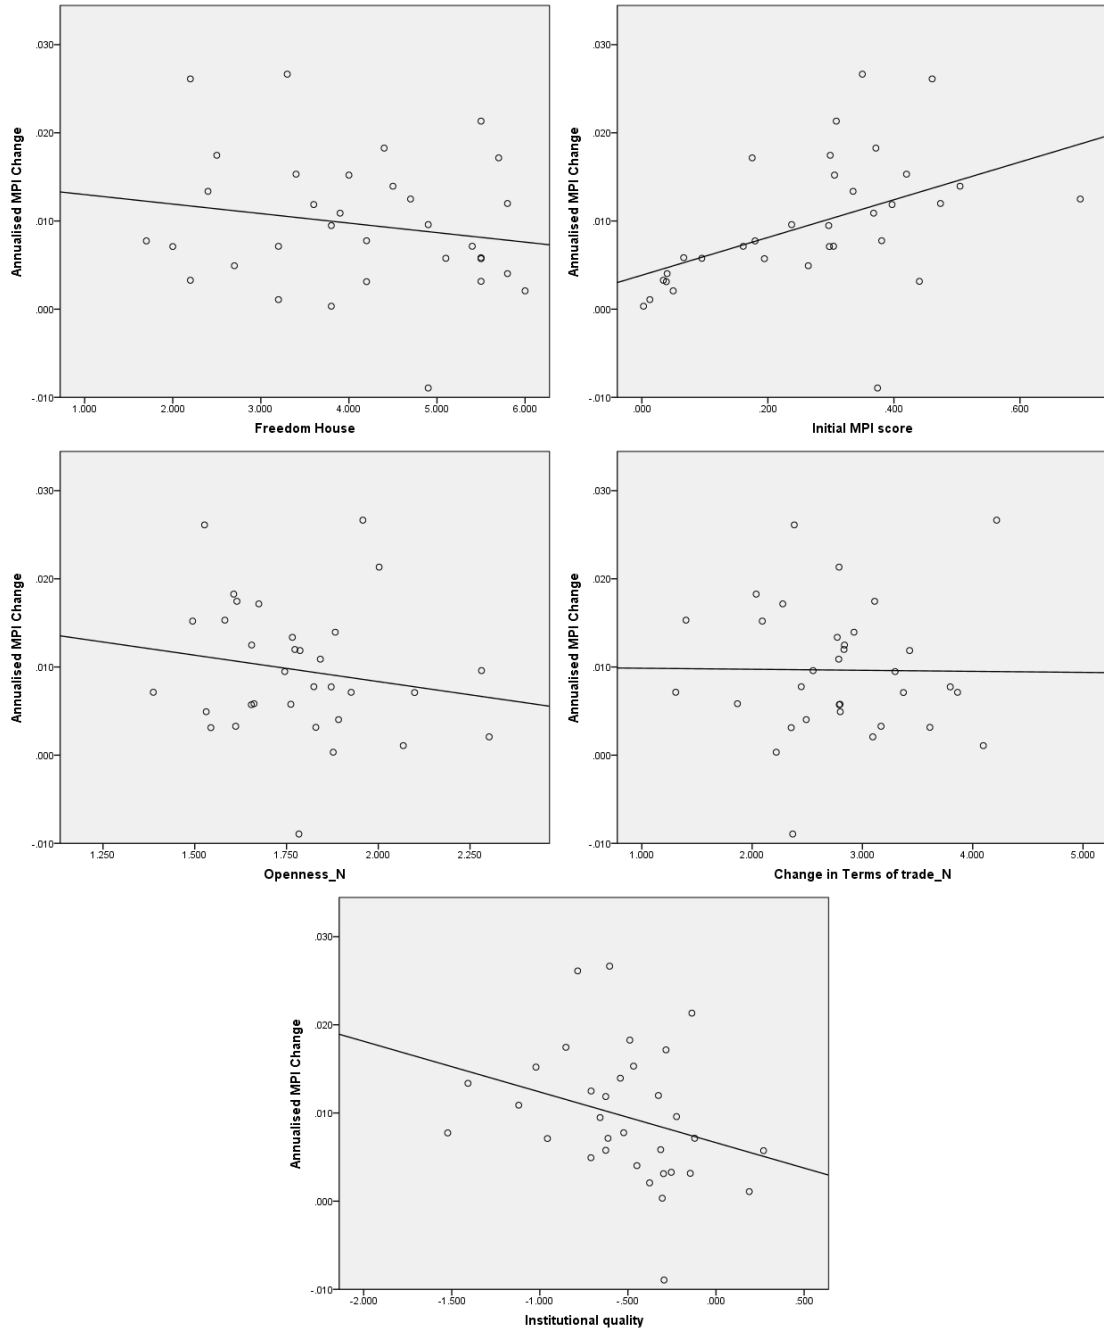 .030
.020
.010
.000
-.010
Annualised MPI Change
1.000 2.000 3.000 4.000 5.000 6.000
Freedom House
.030
.020
.010
.000
-.010
Annualised MPI Change
.000 .200 .400 .600
Initial MPI score
.030
.020
.010
.000
-.010
Annualised MPI Change
1.250 1.500 1.750 2.000 2.250
Openness_N
.030
.020
.010
.000
-.010
Annualised MPI Change
1.000 2.000 3.000 4.000 5.000
Change in Terms of trade_N
.030
.020
.010
.000
-.010
Annualised MPI Change
-2.000 -1.500 -1.000 -.500 .000 .500
Institutional quality